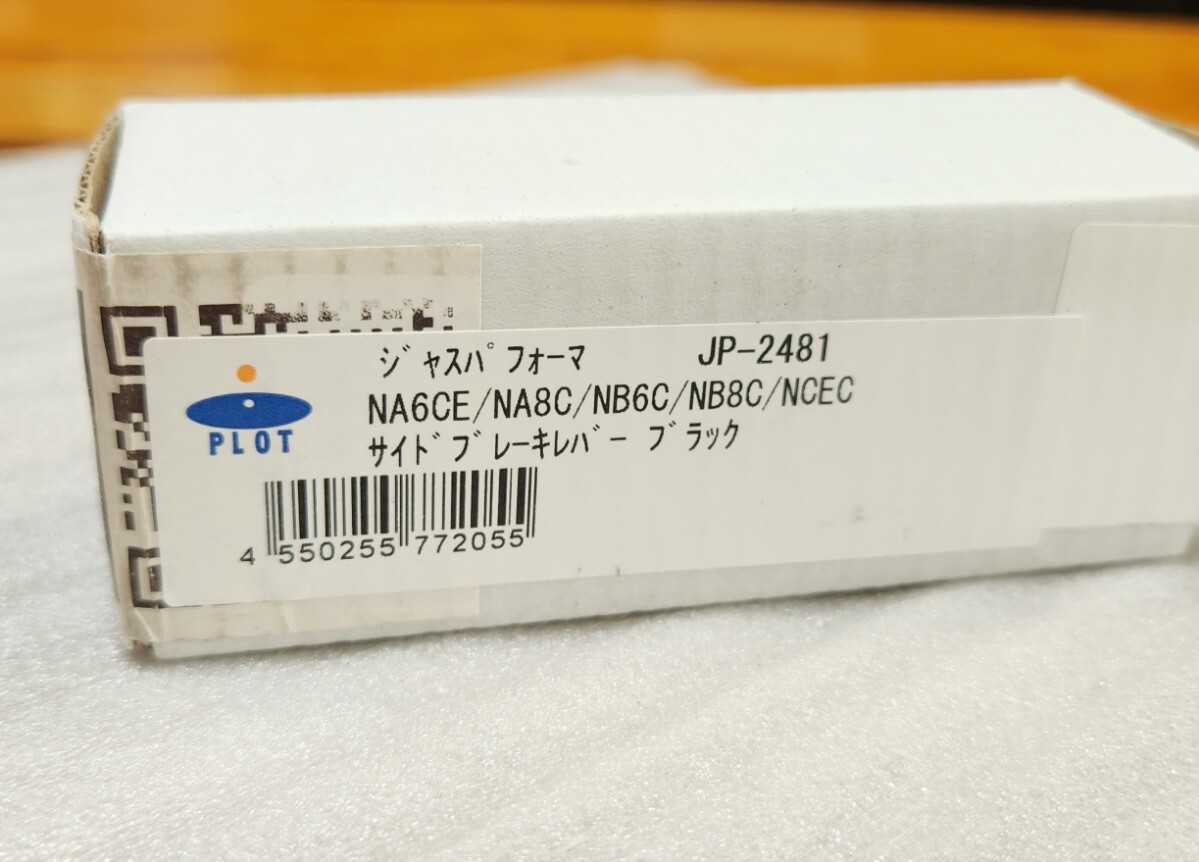 ｼﾞｬｽﾊﾟﾌｫｰﾏ JP-2481
NA6CE/NA8C/NB6C/NB8C/NCEC
ｻｲﾄﾞﾌﾞﾚｰｷﾚﾊﾞｰ ﾌﾞﾗｯｸ
PLOT
4 550255 772055